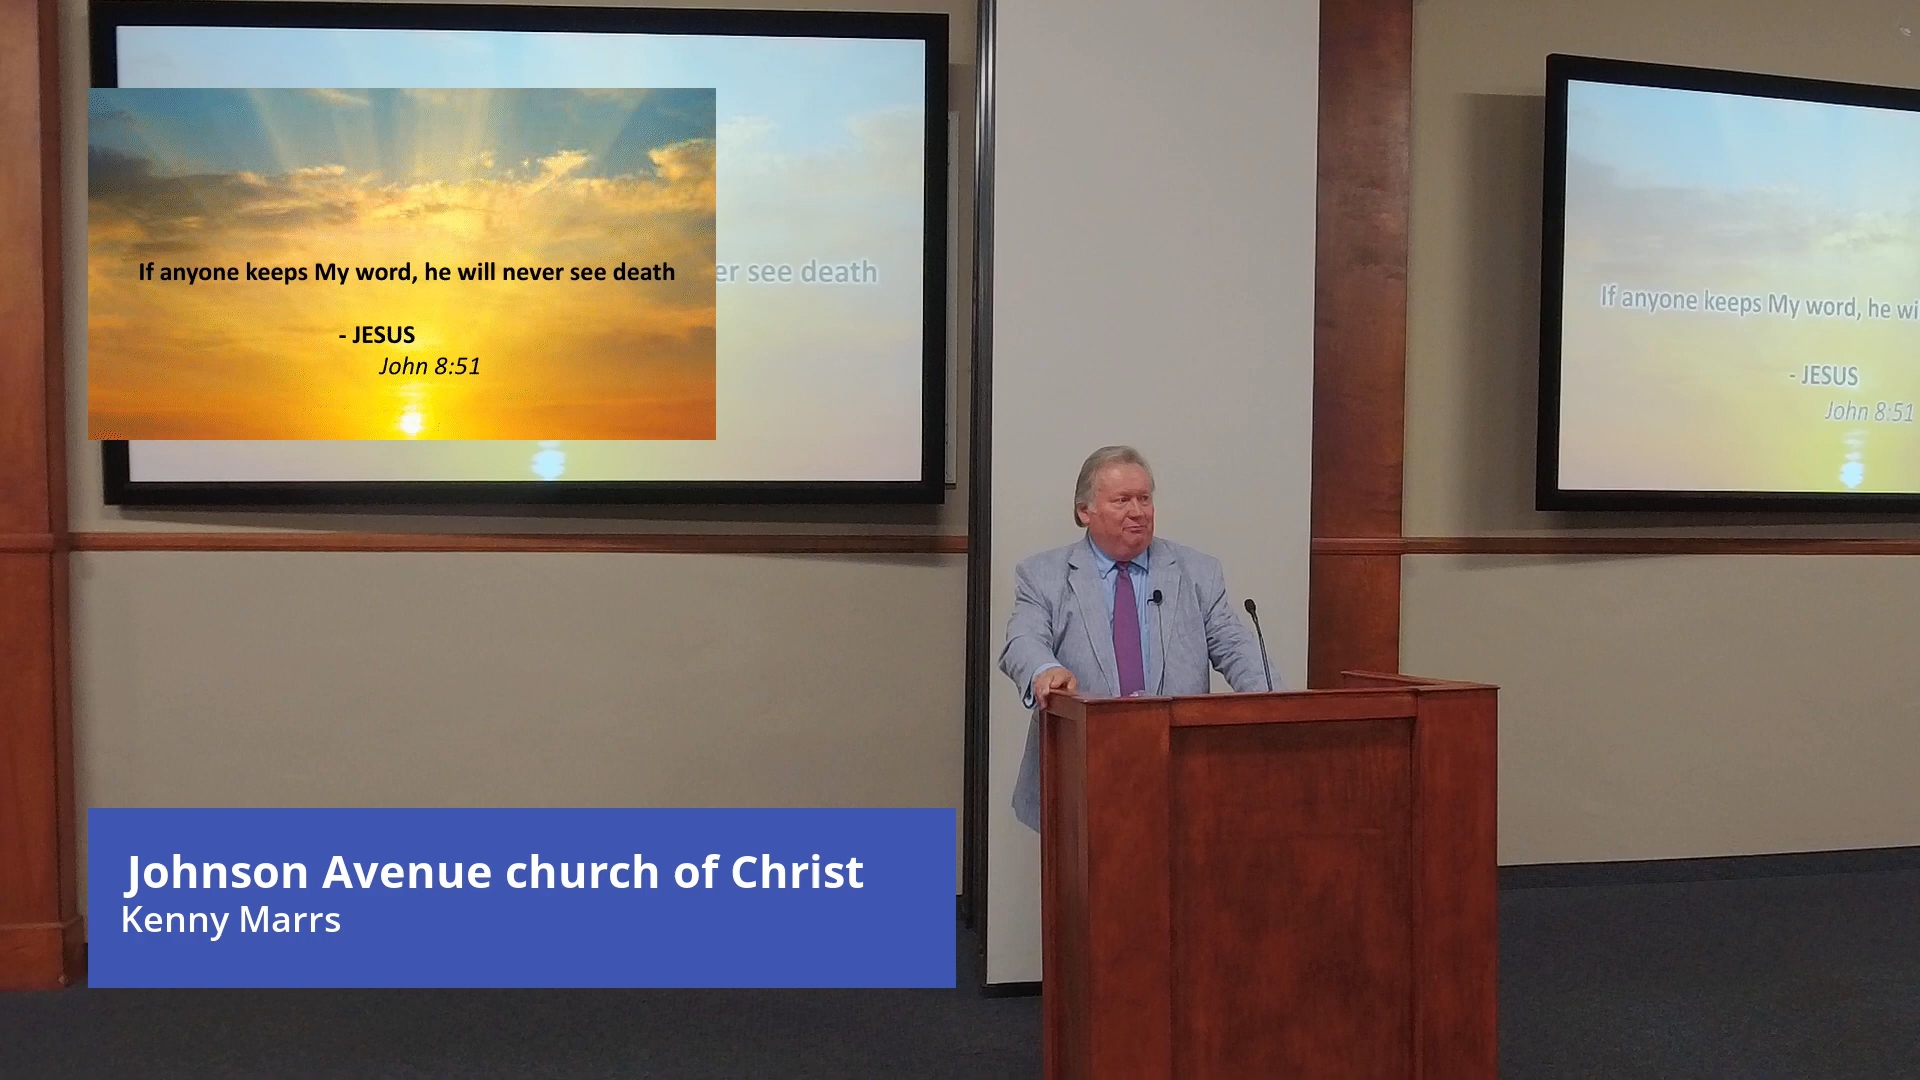 If anyone keeps My word, he will never see death
- JESUS
John 8:51
er see death
If anyone keeps My word, he wi
- JESUS
John 8:51
Johnson Avenue church of Christ
Kenny Marrs